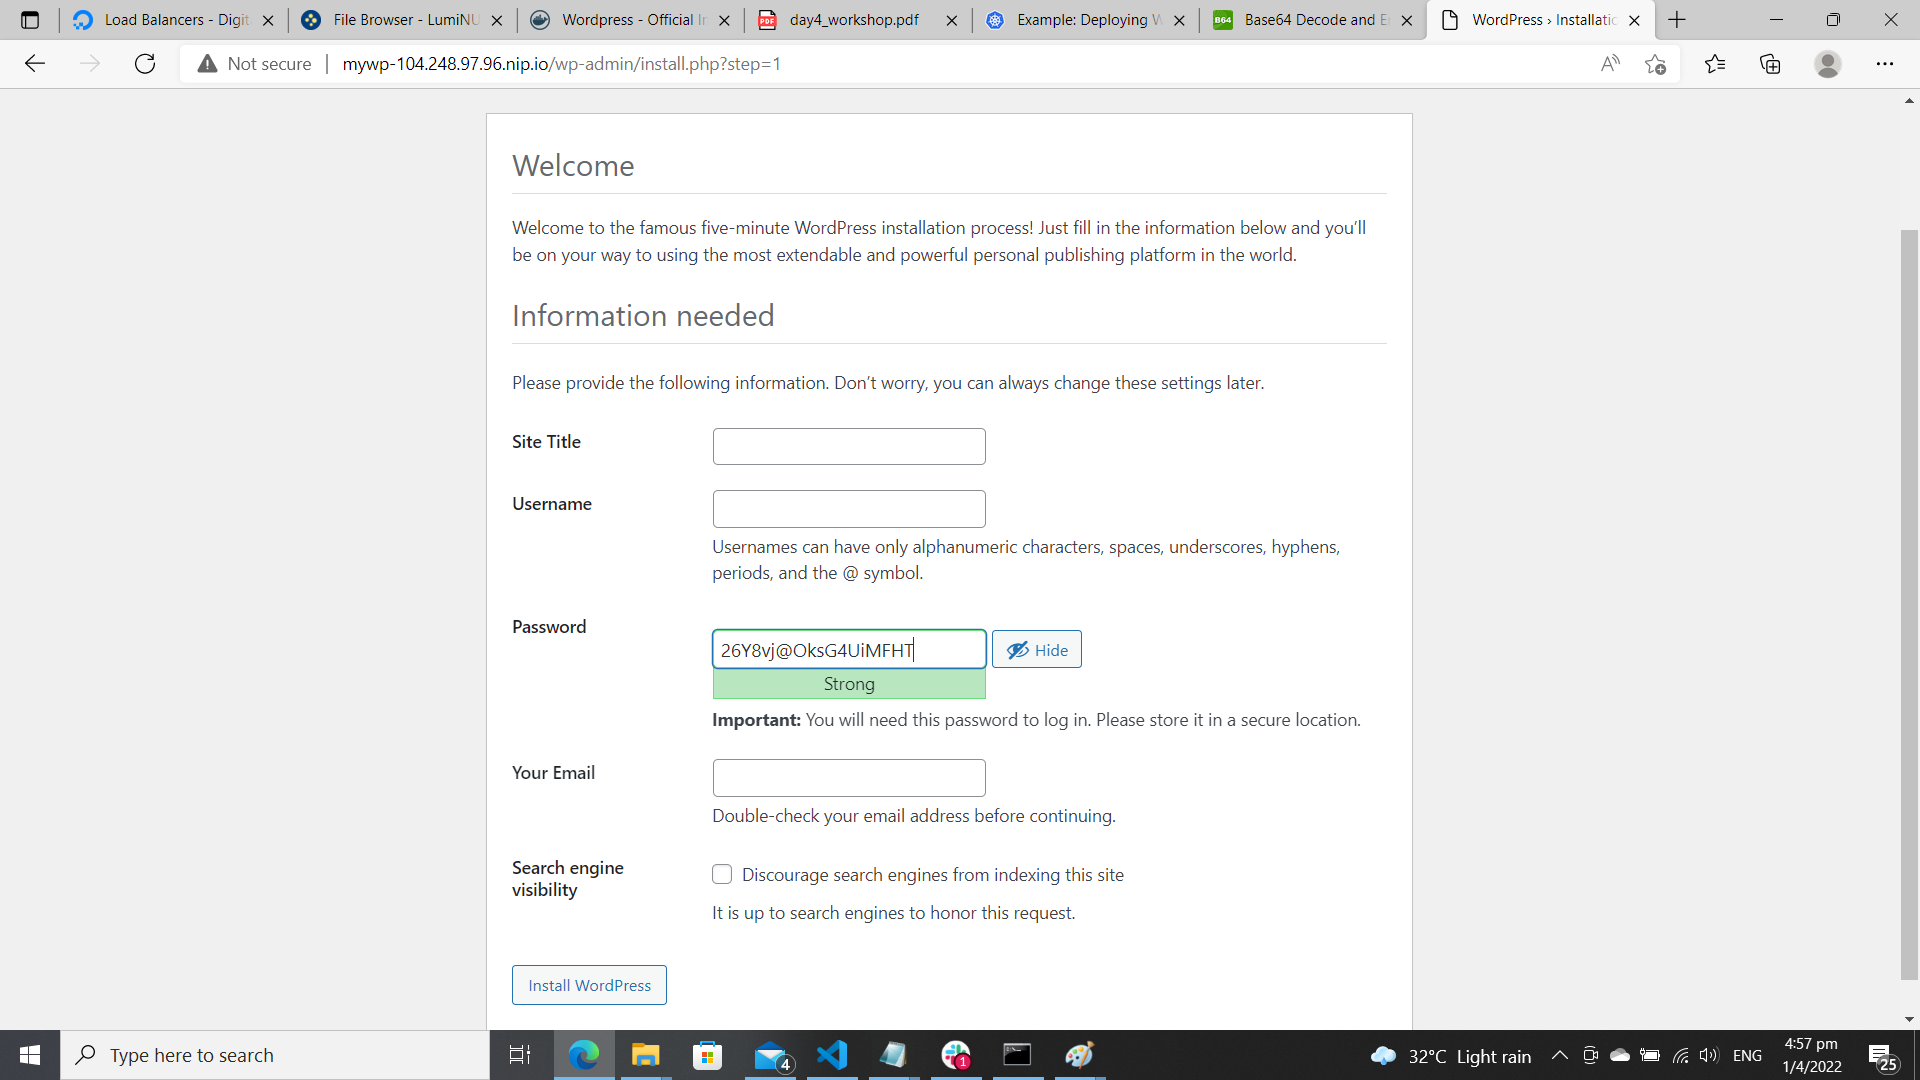 Load Balancers - Digit
File Browser - LumiNU
Wordpress - Official Ir
PDF
day4_workshop.pdf
Example: Deploying W
B64
Base64 Decode and E
WordPress › Installatio
Not secure
mywp-104.248.97.96.nip.io/wp-admin/install.php?step=1
Welcome
Welcome to the famous five-minute WordPress installation process! Just fill in the information below and you’ll
be on your way to using the most extendable and powerful personal publishing platform in the world.
Information needed
Please provide the following information. Don’t worry, you can always change these settings later.
Site Title
Username
Usernames can have only alphanumeric characters, spaces, underscores, hyphens,
periods, and the @ symbol.
Password
26Y8vj@OksG4UiMFHT
Hide
Strong
Important: You will need this password to log in. Please store it in a secure location.
Your Email
Double-check your email address before continuing.
Search engine
visibility
Discourage search engines from indexing this site
It is up to search engines to honor this request.
Install WordPress
Type here to search
4
1
32°C Light rain
ENG
4:57 pm
1/4/2022
25